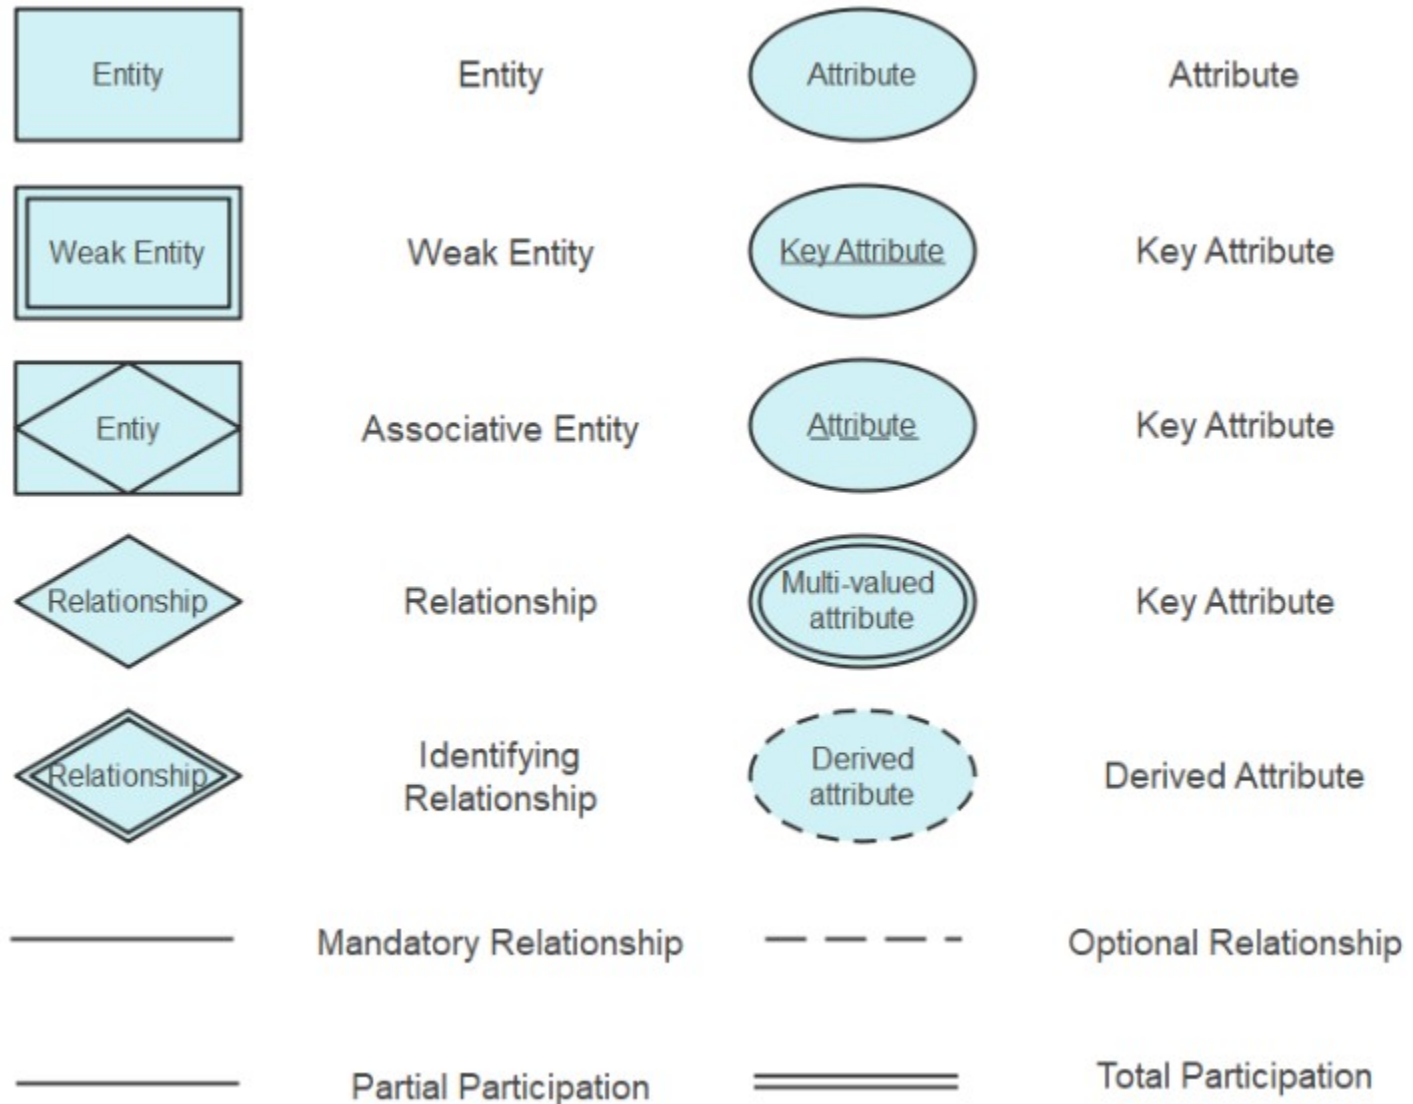 Entity Entity Attribute Attribute
Weak Entity Weak Entity Key Attribute Key Attribute
Entiy Associative Entity Attribute Key Attribute
Relationship Relationship Multi-valued
attribute Key Attribute
Relationship Identifying
Relationship Derived
attribute Derived Attribute
Mandatory Relationship Optional Relationship
Partial Participation Total Participation